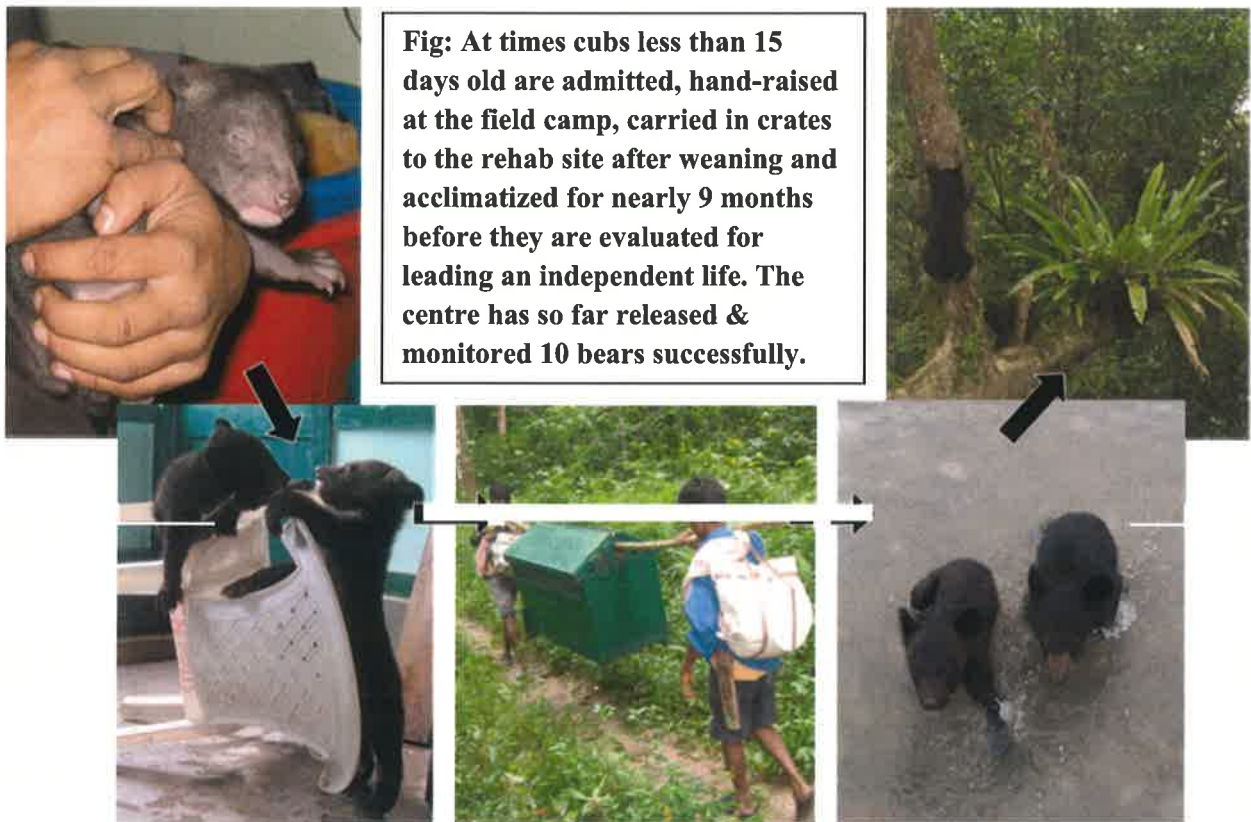 Fig: At times cubs less than 15
days old are admitted, hand-raised
at the field camp, carried in crates
to the rehab site after weaning and
acclimatized for nearly 9 months
before they are evaluated for
leading an independent life. The
centre has so far released &
monitored 10 bears successfully.